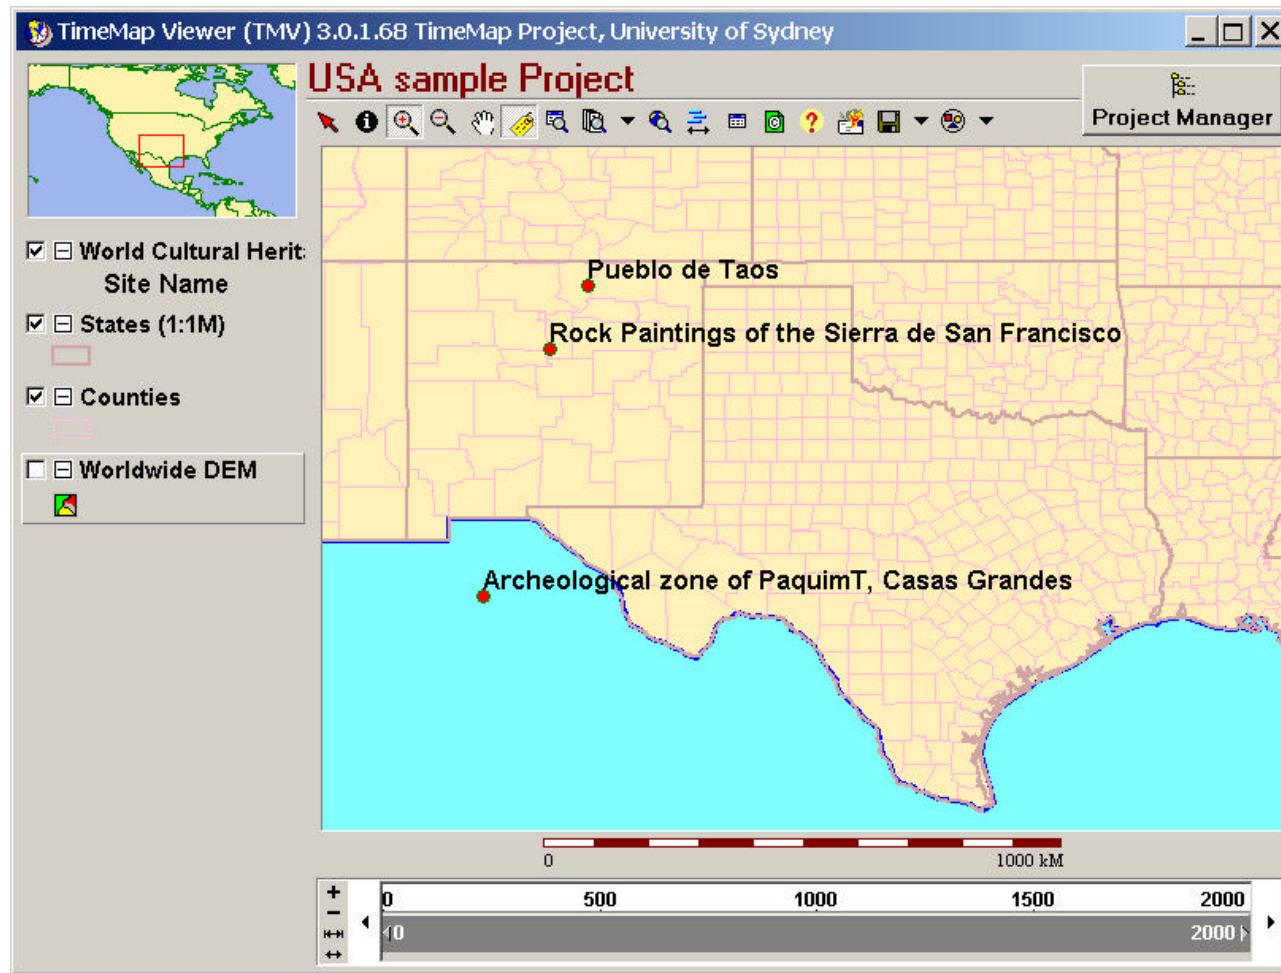 TimeMap Viewer (TMV) 3.0.1.68 TimeMap Project, University of Sydney
USA sample Project
Project Manager
World Cultural Herit
Site Name
States (1:1M)
Counties
Worldwide DEM
Pueblo de Taos
Rock Paintings of the Sierra de San Francisco
Archeological zone of PaquimT, Casas Grandes
0 1000 kM
0 500 1000 1500 2000
0 2000